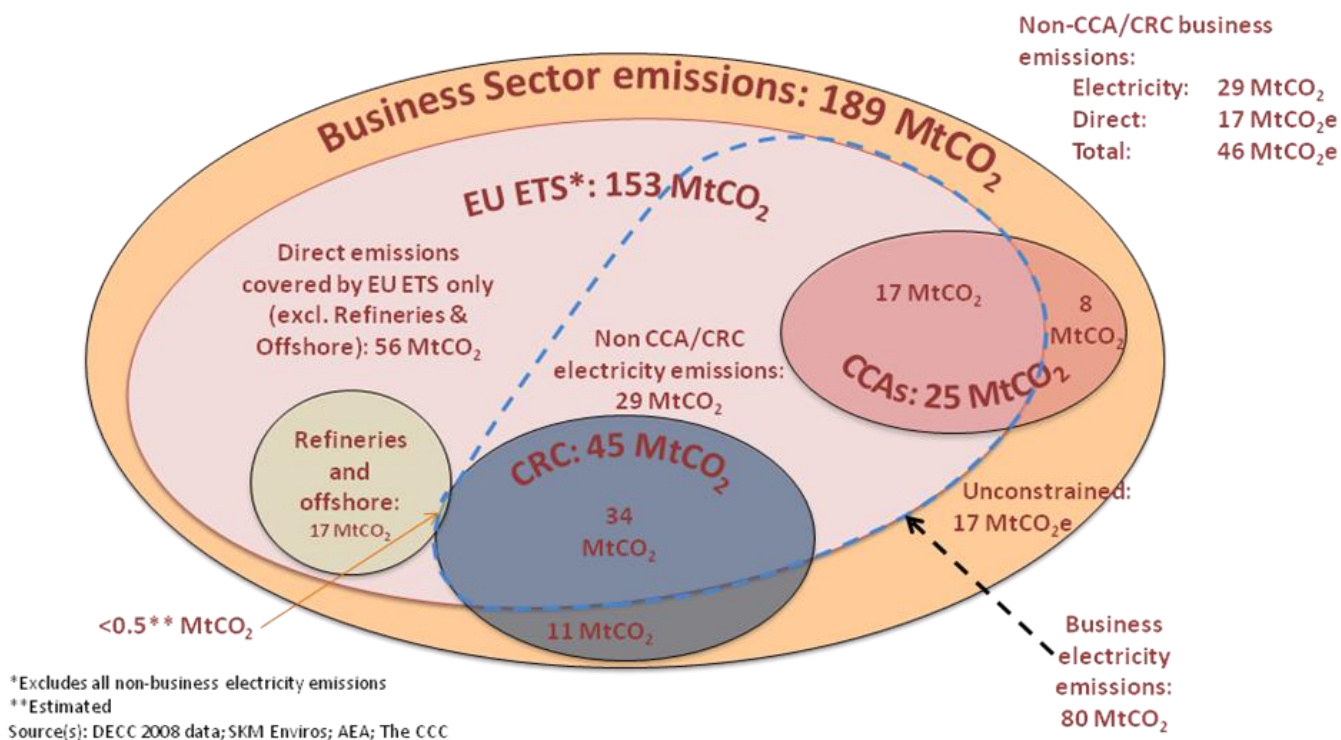 Non-CCA/CRC business
emissions:
Electricity: 29 MtCO₂
Direct: 17 MtCO₂e
Total: 46 MtCO₂e
Business Sector emissions: 189 MtCO₂
EU ETS*: 153 MtCO₂
Direct emissions
covered by EU ETS only
(excl. Refineries &
Offshore): 56 MtCO₂
17 MtCO₂
8
MtCO₂
CCAs: 25 MtCO₂
Non CCA/CRC
electricity emissions:
29 MtCO₂
Refineries
and
offshore:
17 MtCO₂
CRC: 45 MtCO₂
34
MtCO₂
Unconstrained:
17 MtCO₂e
<0.5** MtCO₂
11 MtCO₂
Business
electricity
emissions:
80 MtCO₂
*Excludes all non-business electricity emissions
**Estimated
Source(s): DECC 2008 data; SKM Enviros; AEA; The CCC